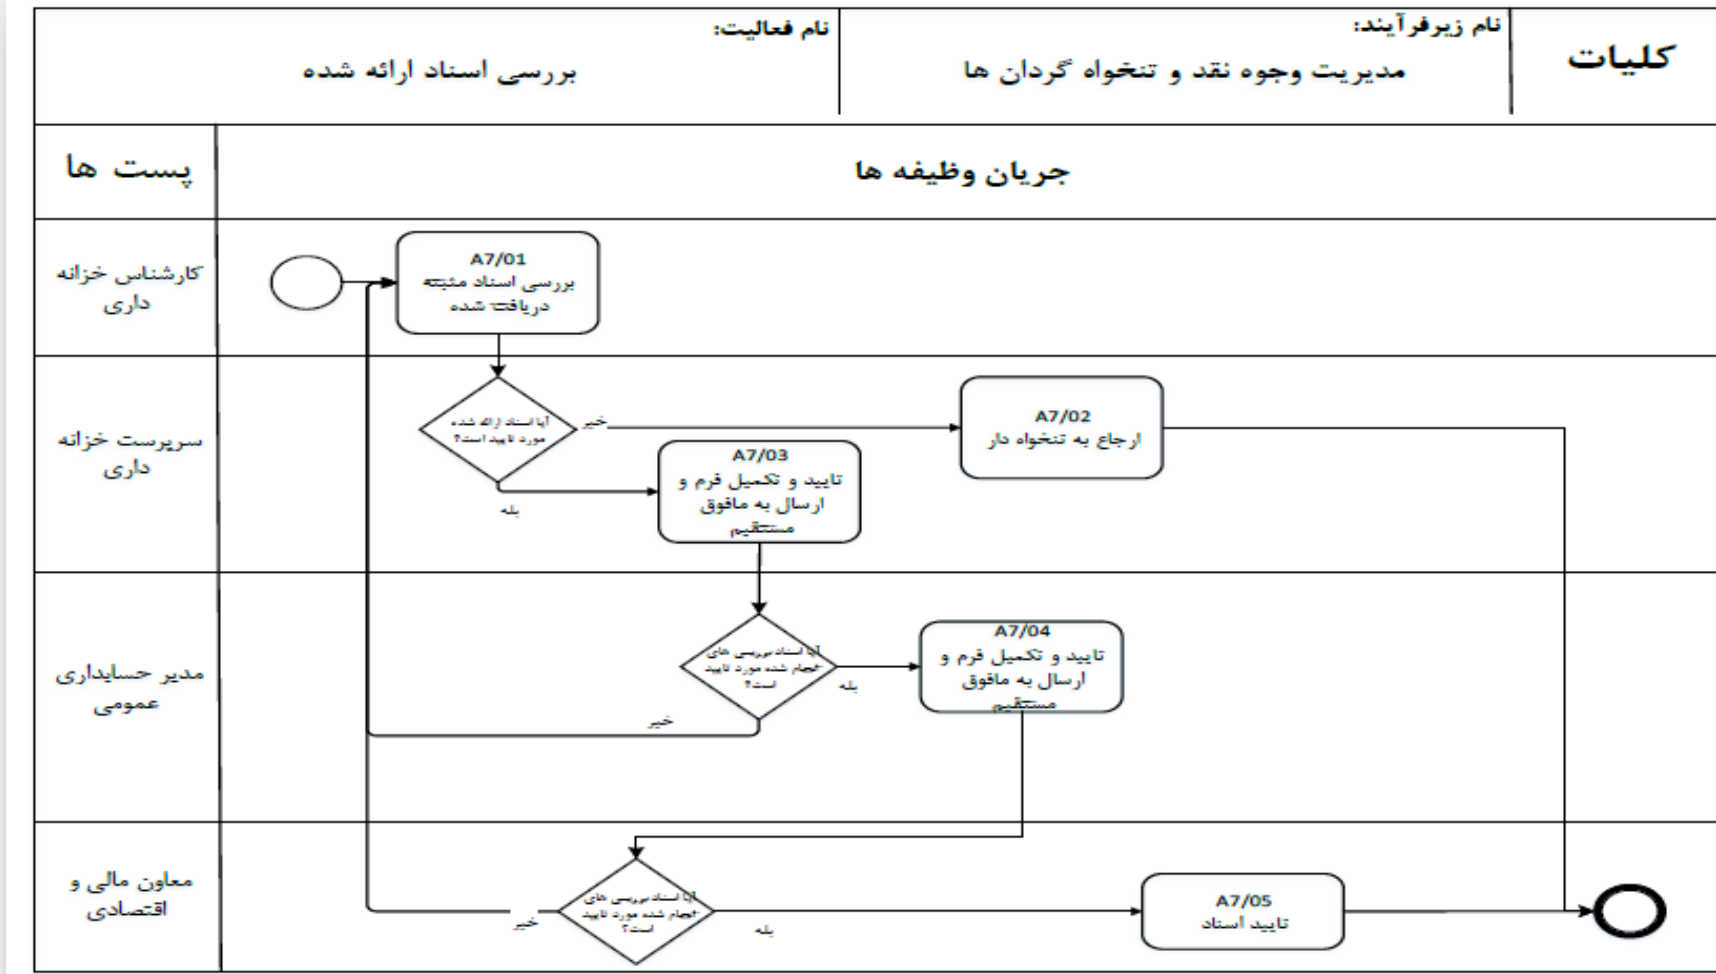 کلیات
نام زیرفرآیند:
مدیریت وجوه نقد و تنخواه گردان ها
نام فعالیت:
بررسی اسناد ارائه شده
پست ها
جریان وظیفه ها
کارشناس خزانه
داری
A7/01
بررسی اسناد مثبته
دریافت شده
سرپرست خزانه
داری
آیا اسناد ارائه شده
مورد تایید است؟
خیر
بله
A7/02
ارجاع به تنخواه دار
A7/03
تایید و تکمیل فرم و
ارسال به مافوق
مستقیم
مدیر حسابداری
عمومی
آیا اسناد بررسی های
انجام شده مورد تایید
است؟
بله
خیر
A7/04
تایید و تکمیل فرم و
ارسال به مافوق
مستقیم
معاون مالی و
اقتصادی
آیا اسناد بررسی های
انجام شده مورد تایید
است؟
خیر
بله
A7/05
تایید اسناد